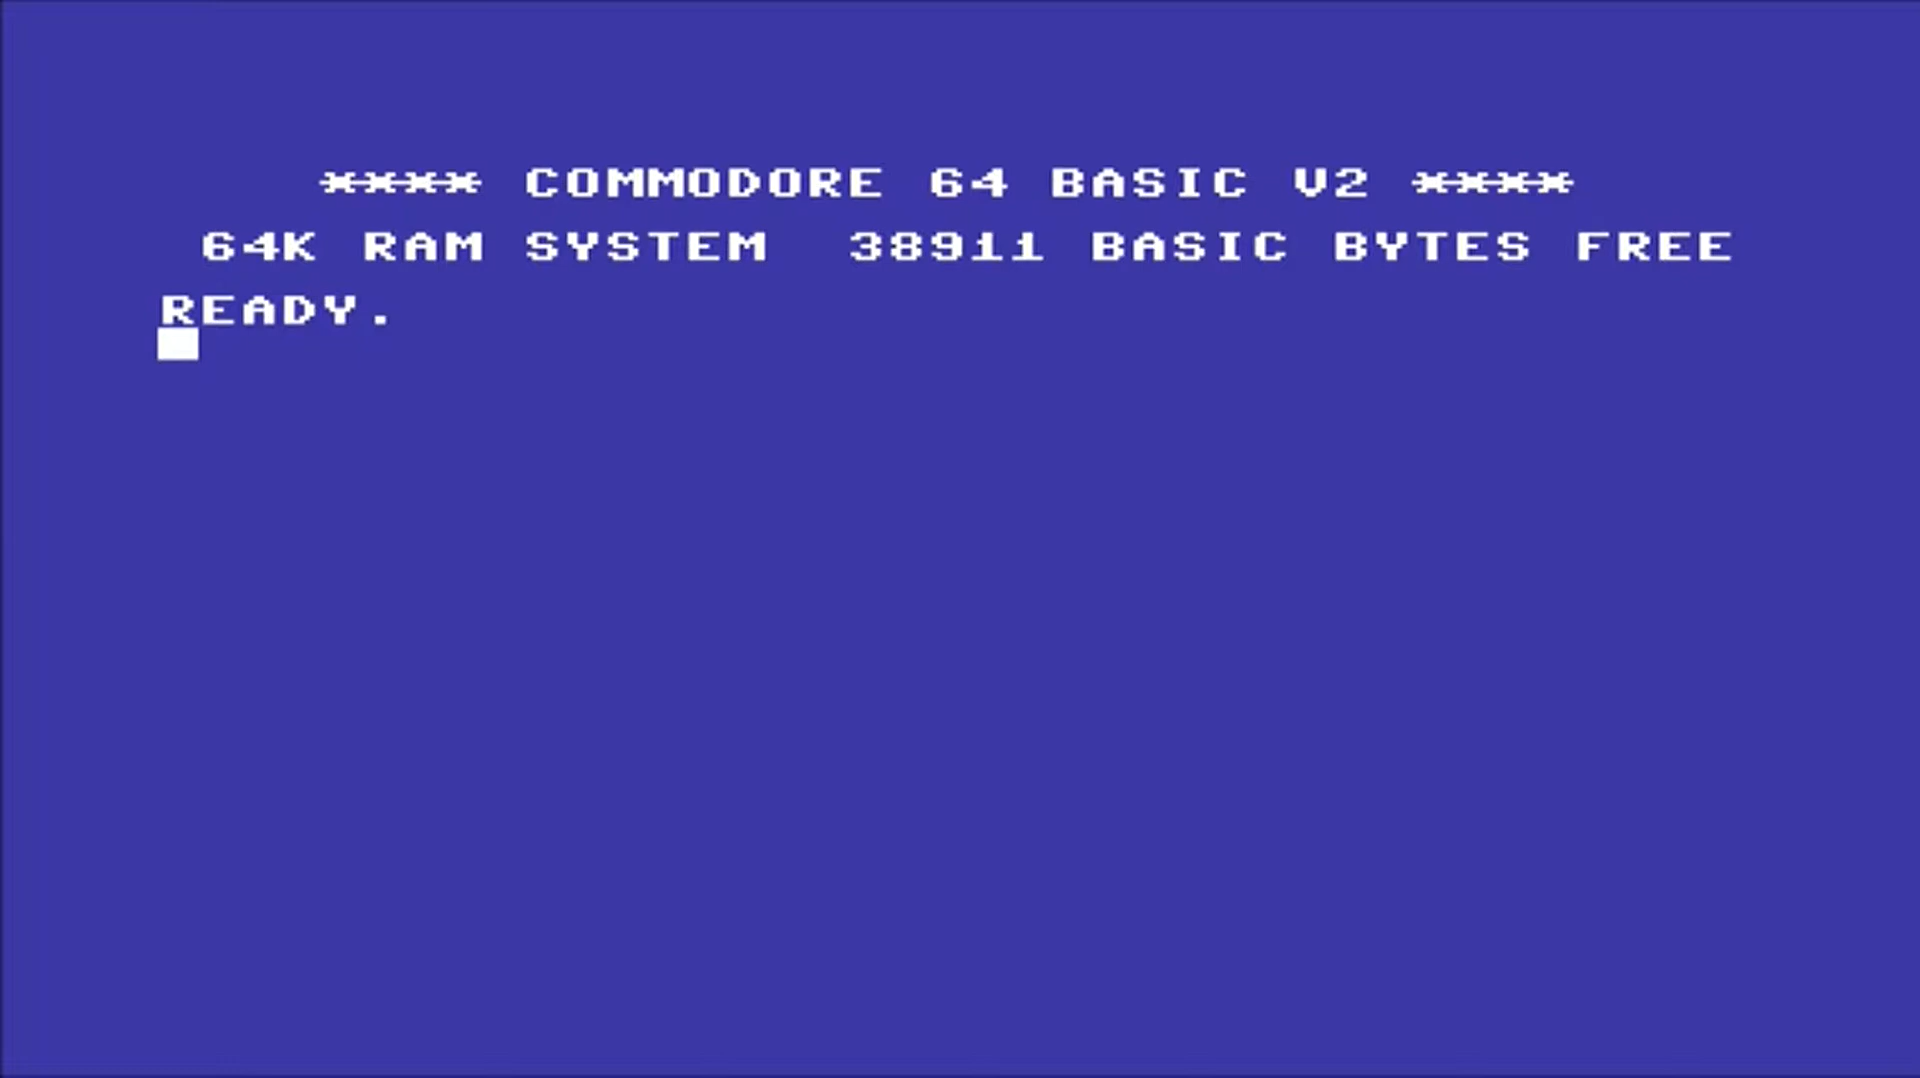 **** COMMODORE 64 BASIC V2 ****
64K RAM SYSTEM  38911 BASIC BYTES FREE
READY.